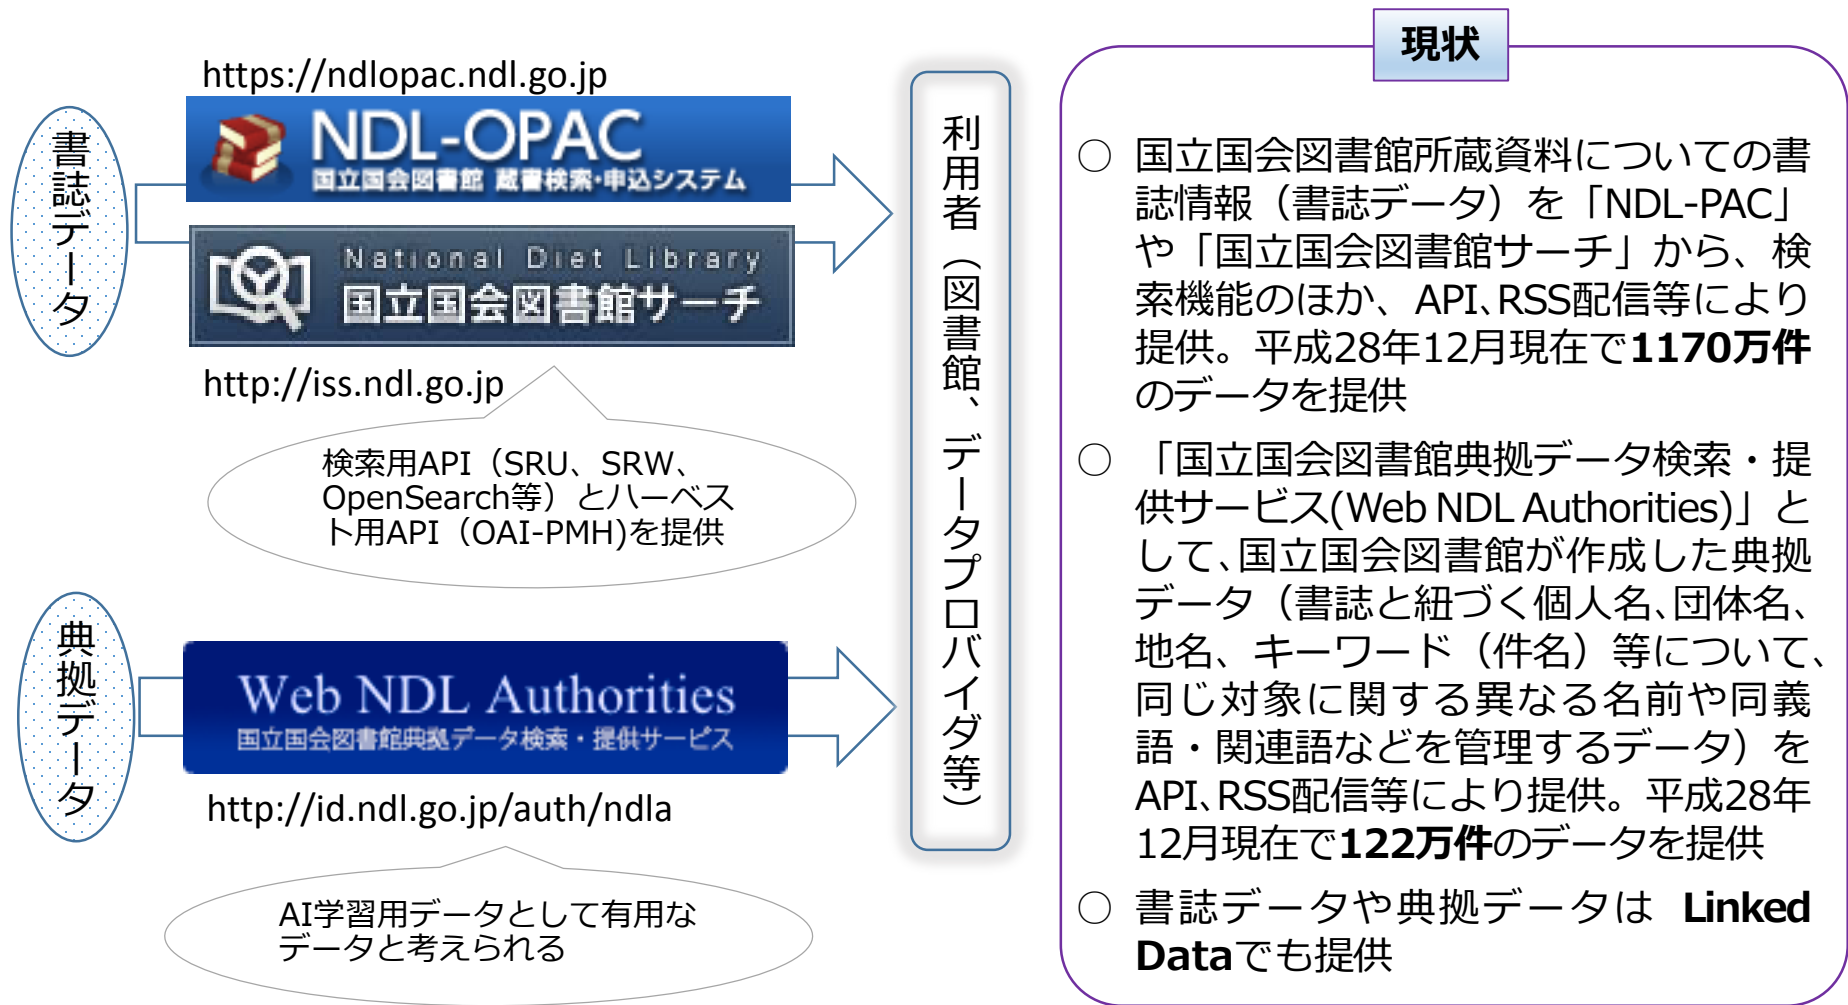 書誌データ
https://ndlopac.ndl.go.jp
NDL-OPAC
国立国会図書館 蔵書検索・申込システム
National Diet Library
国立国会図書館サーチ
http://iss.ndl.go.jp
検索用API（SRU、SRW、
OpenSearch等）とハーベス
ト用API（OAI-PMH)を提供
典拠データ
Web NDL Authorities
国立国会図書館典拠データ検索・提供サービス
http://id.ndl.go.jp/auth/ndla
AI学習用データとして有用な
データと考えられる
利用者（図書館、データプロバイダ等）
現状
○ 国立国会図書館所蔵資料についての書
誌情報（書誌データ）を「NDL-PAC」
や「国立国会図書館サーチ」から、検
索機能のほか、API、RSS配信等により
提供。平成28年12月現在で1170万件
のデータを提供
○ 「国立国会図書館典拠データ検索・提
供サービス(Web NDL Authorities)」と
して、国立国会図書館が作成した典拠
データ（書誌と紐づく個人名、団体名、
地名、キーワード（件名）等について、
同じ対象に関する異なる名前や同義
語・関連語などを管理するデータ）を
API、RSS配信等により提供。平成28年
12月現在で122万件のデータを提供
○ 書誌データや典拠データは Linked
Dataでも提供